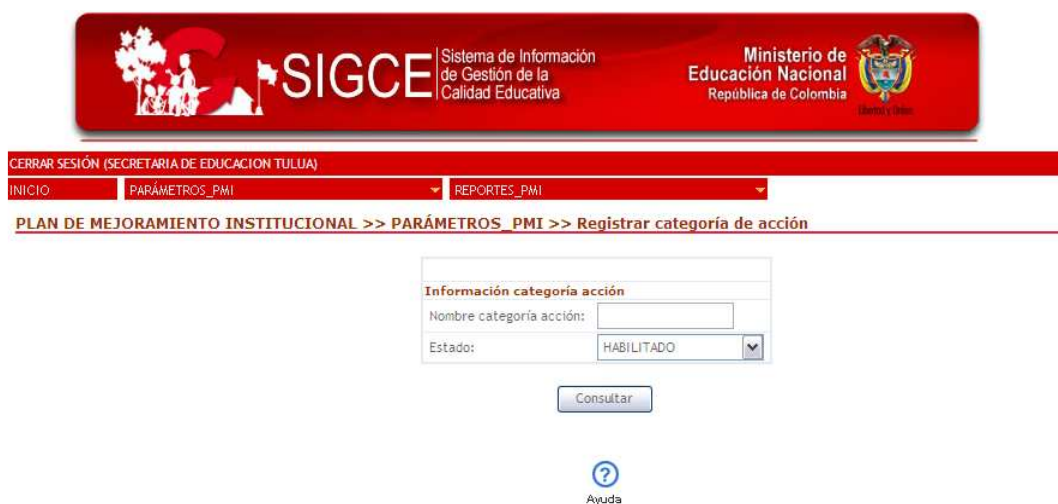 SIGCE
Sistema de Información
de Gestión de la
Calidad Educativa
Ministerio de
Educación Nacional
República de Colombia
Libertad y Orden
CERRAR SESIÓN (SECRETARIA DE EDUCACION TULUA)
INICIO PARÁMETROS_PMI REPORTES_PMI
PLAN DE MEJORAMIENTO INSTITUCIONAL >> PARÁMETROS_PMI >> Registrar categoría de acción
Información categoría acción
Nombre categoría acción:
Estado: HABILITADO
Consultar
?
Ayuda